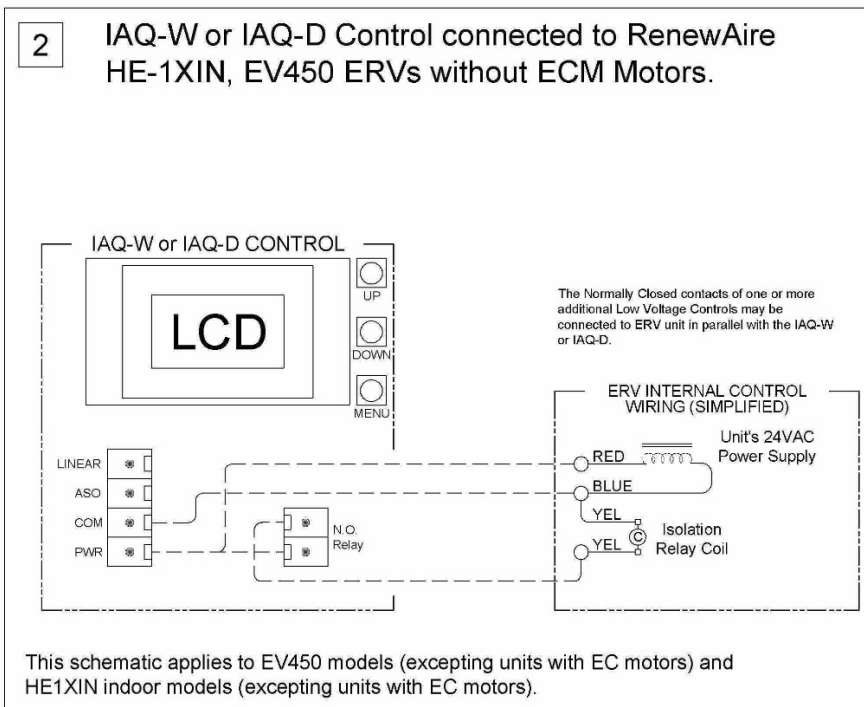 2
IAQ-W or IAQ-D Control connected to RenewAire
HE-1XIN, EV450 ERVs without ECM Motors.
IAQ-W or IAQ-D CONTROL
LCD
UP
DOWN
MENU
The Normally Closed contacts of one or more
additional Low Voltage Controls may be
connected to ERV unit in parallel with the IAQ-W
or IAQ-D.
ERV INTERNAL CONTROL
WIRING (SIMPLIFIED)
Unit's 24VAC
Power Supply
RED
BLUE
YEL
YEL
C
Isolation
Relay Coil
LINEAR
ASO
COM
PWR
N.O.
Relay
This schematic applies to EV450 models (excepting units with EC motors) and
HE1XIN indoor models (excepting units with EC motors).